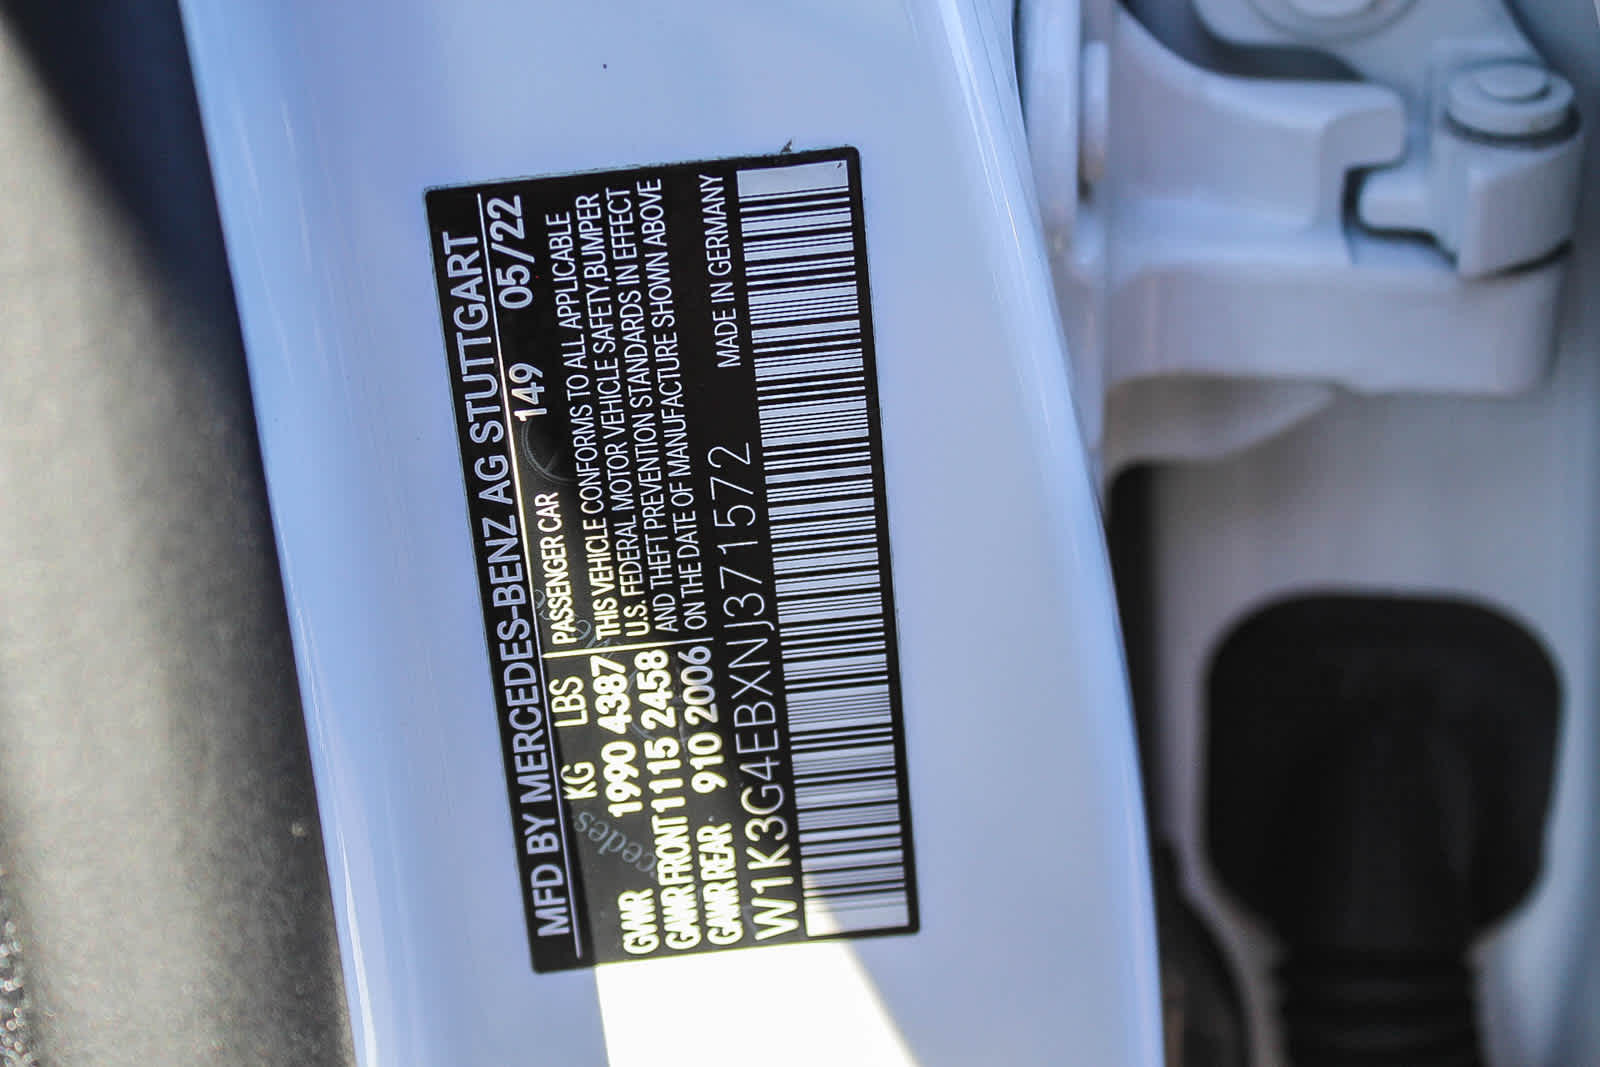 MFD BY MERCEDES-BENZ AG STUTTGART
149 05/22
KG LBS
GVWR 1990 4387
GAWR FRONT 1115 2458
GAWR REAR 910 2006
PASSENGER CAR
THIS VEHICLE CONFORMS TO ALL APPLICABLE
U.S. FEDERAL MOTOR VEHICLE SAFETY,BUMPER
AND THEFT PREVENTION STANDARDS IN EFFECT
ON THE DATE OF MANUFACTURE SHOWN ABOVE
W1K3G4EBXNJ371572 MADE IN GERMANY